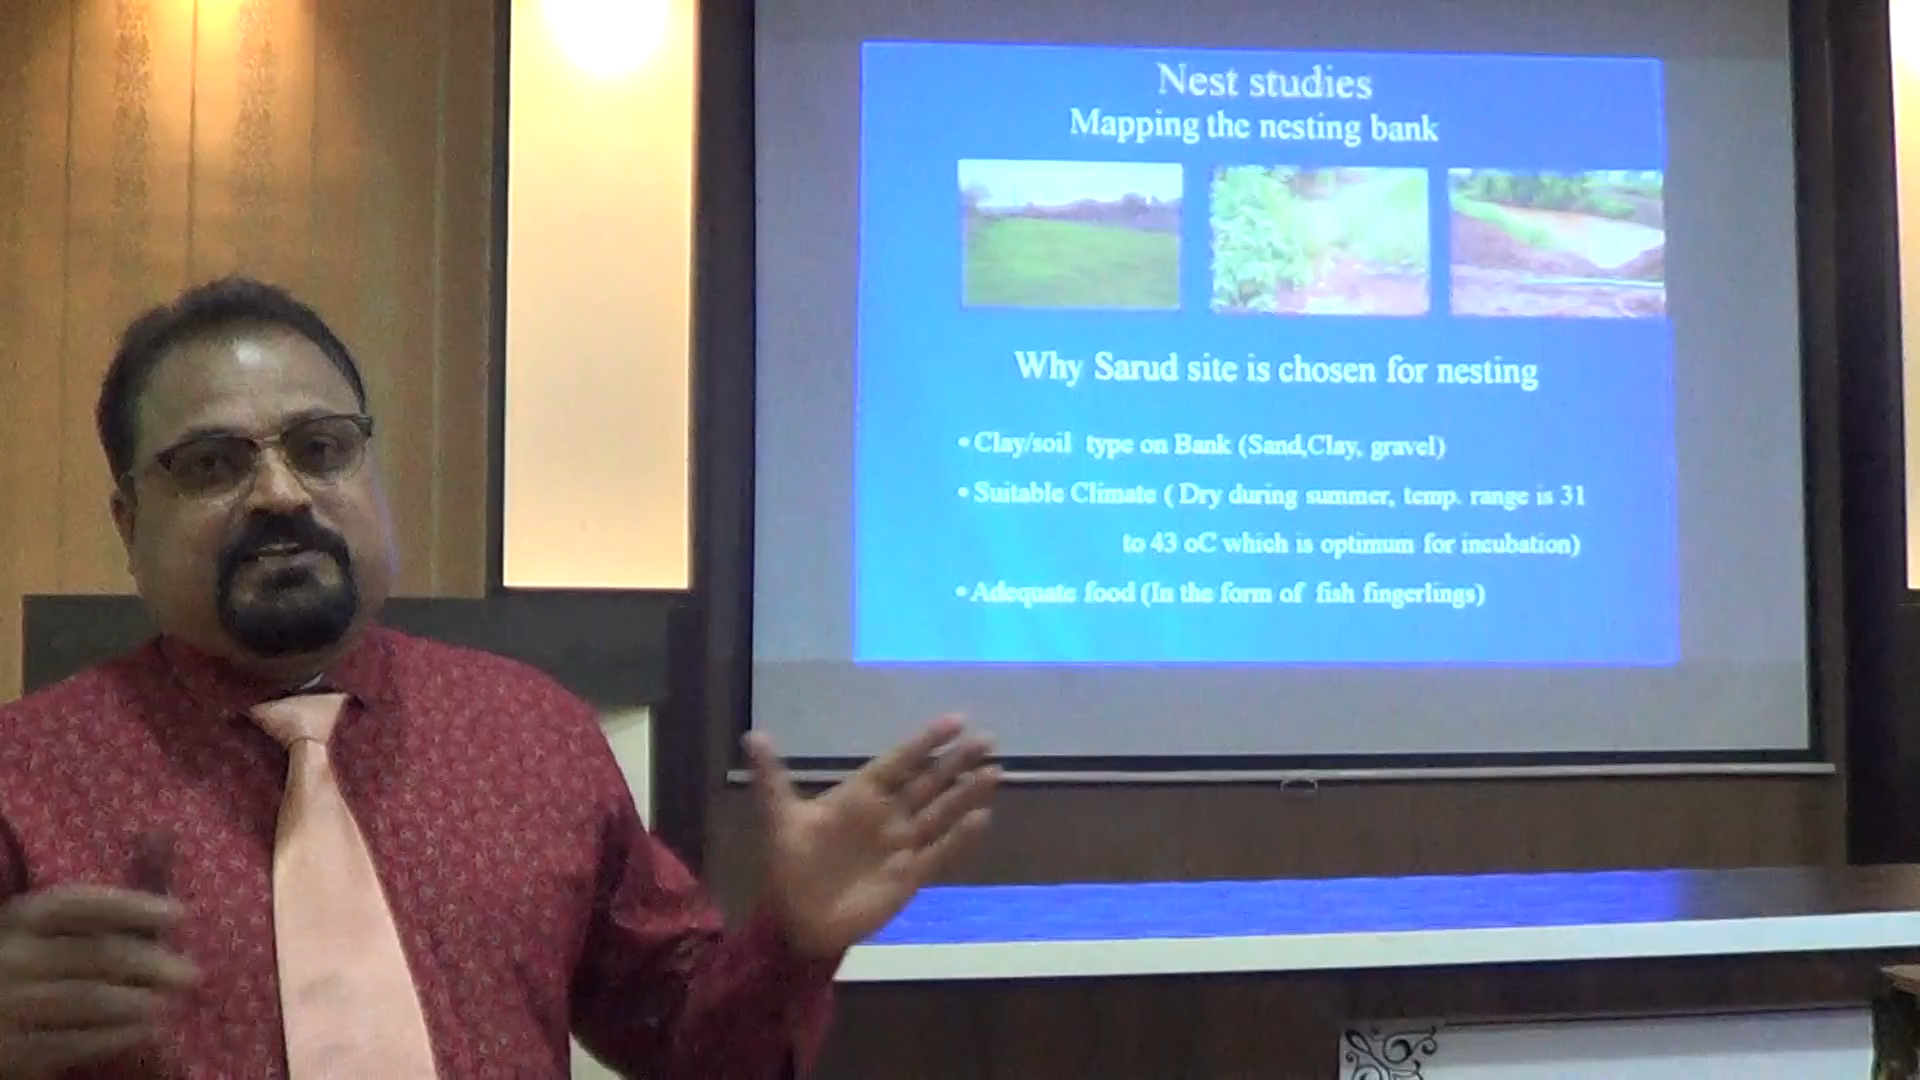 Nest studies
Mapping the nesting bank
Why Sarud site is chosen for nesting
• Clay/soil type on Bank (Sand,Clay, gravel)
• Suitable Climate ( Dry during summer, temp. range is 31
to 43 oC which is optimum for incubation)
• Adequate food (In the form of fish fingerlings)